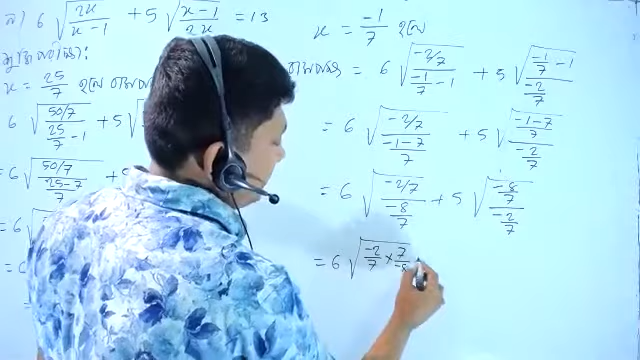 ল) 6 √(2x/(x-1)) + 5 √((x-1)/2x) = 13
x = 25/7 হলে বামপক্ষ
6 √((50/7)/(25/7 - 1)) + 5
= 6 √((50/7)/((25-7)/7)) + 5
= 6
x = -1/7 হলে
বামপক্ষ = 6 √((-2/7)/(-1/7 - 1)) + 5 √((-1/7 - 1)/(-2/7))
= 6 √((-2/7)/((-1-7)/7)) + 5 √(((-1-7)/7)/(-2/7))
= 6 √((-2/7)/(-8/7)) + 5 √((-8/7)/(-2/7))
= 6 √(-2/7 × 7/-8)